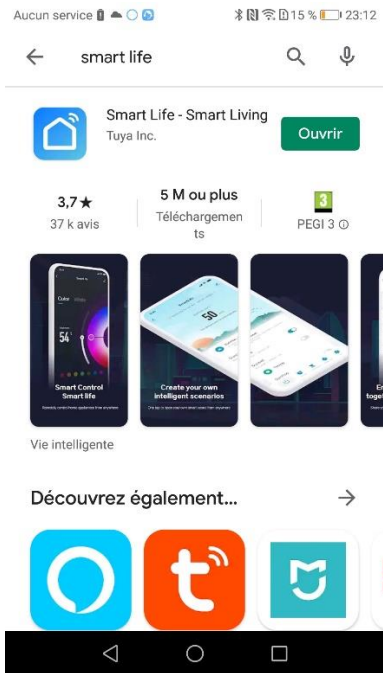 Aucun service 15 % 23:12
smart life
Smart Life - Smart Living
Tuya Inc.
Ouvrir
3,7★
37 k avis
5 M ou plus
Téléchargemen
ts
3
PEGI 3
Color
54
Smart Control
Smart life
50
Create your own
intelligent scenarios
Vie intelligente
Découvrez également...